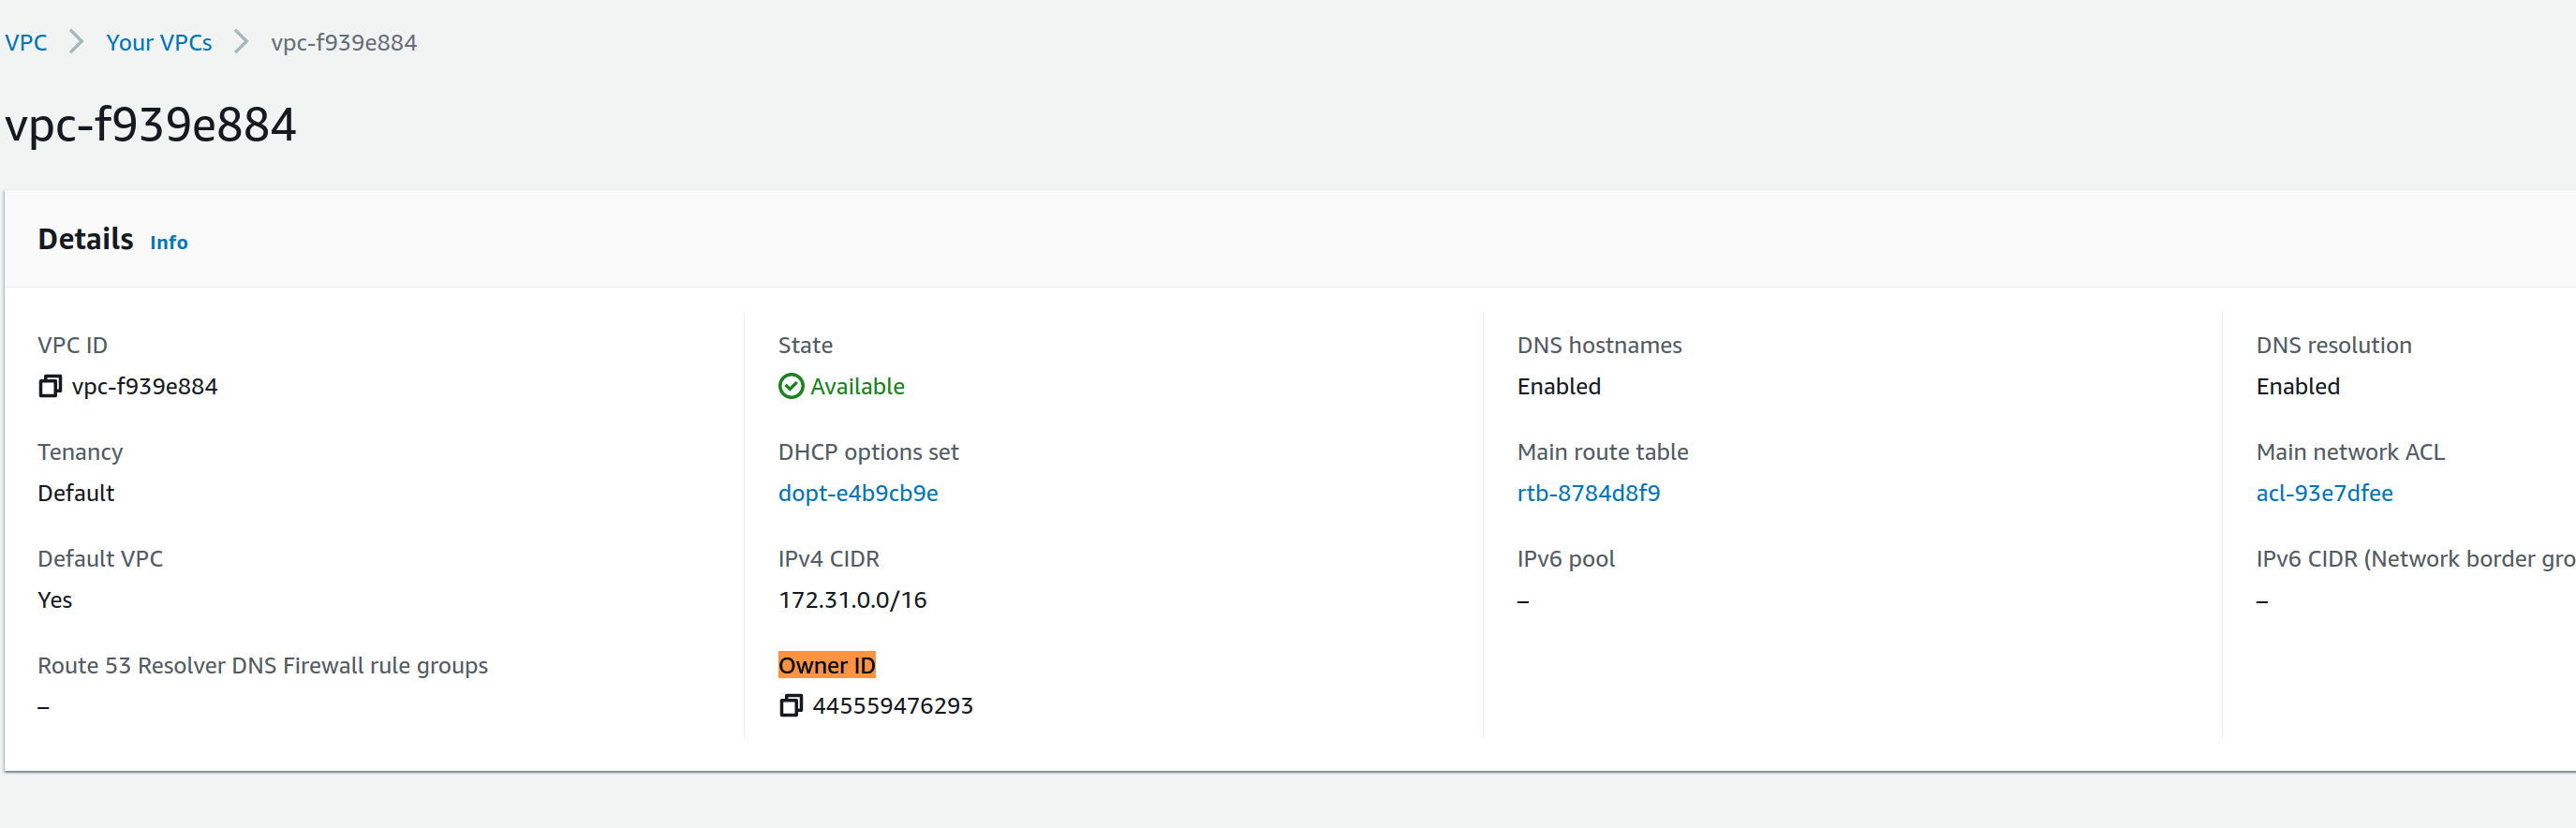 VPC > Your VPCs > vpc-f939e884
vpc-f939e884
Details Info
VPC ID
vpc-f939e884
State
Available
DNS hostnames
Enabled
DNS resolution
Enabled
Tenancy
Default
DHCP options set
dopt-e4b9cb9e
Main route table
rtb-8784d8f9
Main network ACL
acl-93e7dfee
Default VPC
Yes
IPv4 CIDR
172.31.0.0/16
IPv6 pool
–
IPv6 CIDR (Network border gro
–
Route 53 Resolver DNS Firewall rule groups
–
Owner ID
445559476293